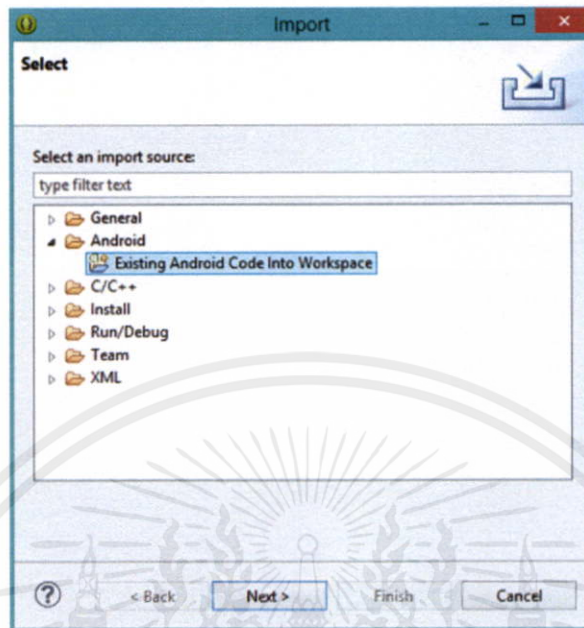 Import
Select
Select an import source:
type filter text
General
Android
Existing Android Code Into Workspace
C/C++
Install
Run/Debug
Team
XML
? < Back Next > Finish Cancel